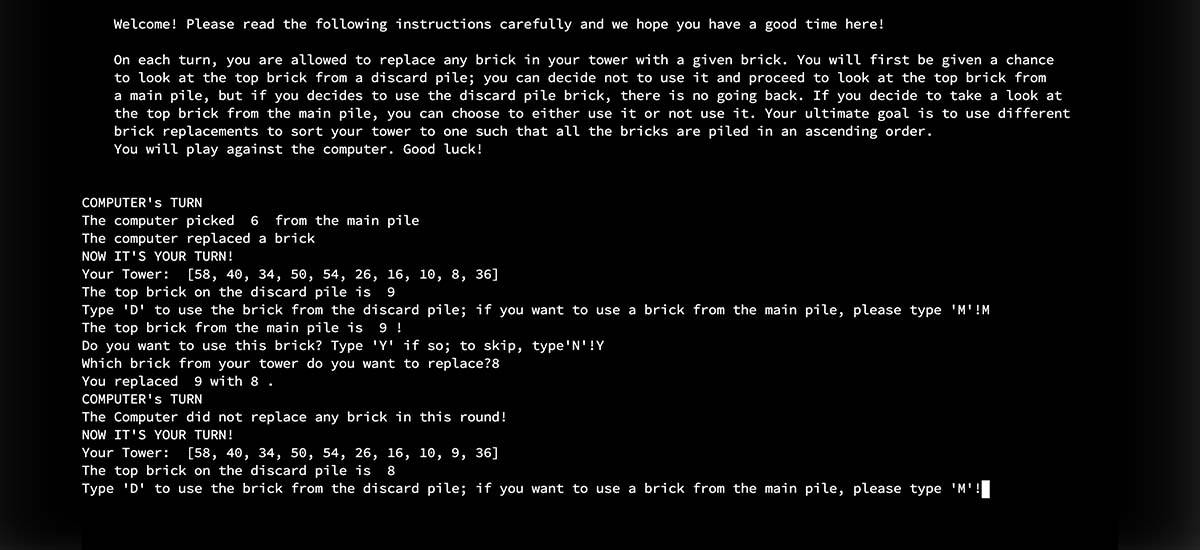 Welcome! Please read the following instructions carefully and we hope you have a good time here!
On each turn, you are allowed to replace any brick in your tower with a given brick. You will first be given a chance
to look at the top brick from a discard pile; you can decide not to use it and proceed to look at the top brick from
a main pile, but if you decides to use the discard pile brick, there is no going back. If you decide to take a look at
the top brick from the main pile, you can choose to either use it or not use it. Your ultimate goal is to use different
brick replacements to sort your tower to one such that all the bricks are piled in an ascending order.
You will play against the computer. Good luck!
COMPUTER's TURN
The computer picked  6  from the main pile
The computer replaced a brick
NOW IT'S YOUR TURN!
Your Tower:  [58, 40, 34, 50, 54, 26, 16, 10, 8, 36]
The top brick on the discard pile is  9
Type 'D' to use the brick from the discard pile; if you want to use a brick from the main pile, please type 'M'!M
The top brick from the main pile is  9 !
Do you want to use this brick? Type 'Y' if so; to skip, type'N'!Y
Which brick from your tower do you want to replace?8
You replaced  9 with 8 .
COMPUTER's TURN
The Computer did not replace any brick in this round!
NOW IT'S YOUR TURN!
Your Tower:  [58, 40, 34, 50, 54, 26, 16, 10, 9, 36]
The top brick on the discard pile is  8
Type 'D' to use the brick from the discard pile; if you want to use a brick from the main pile, please type 'M'!